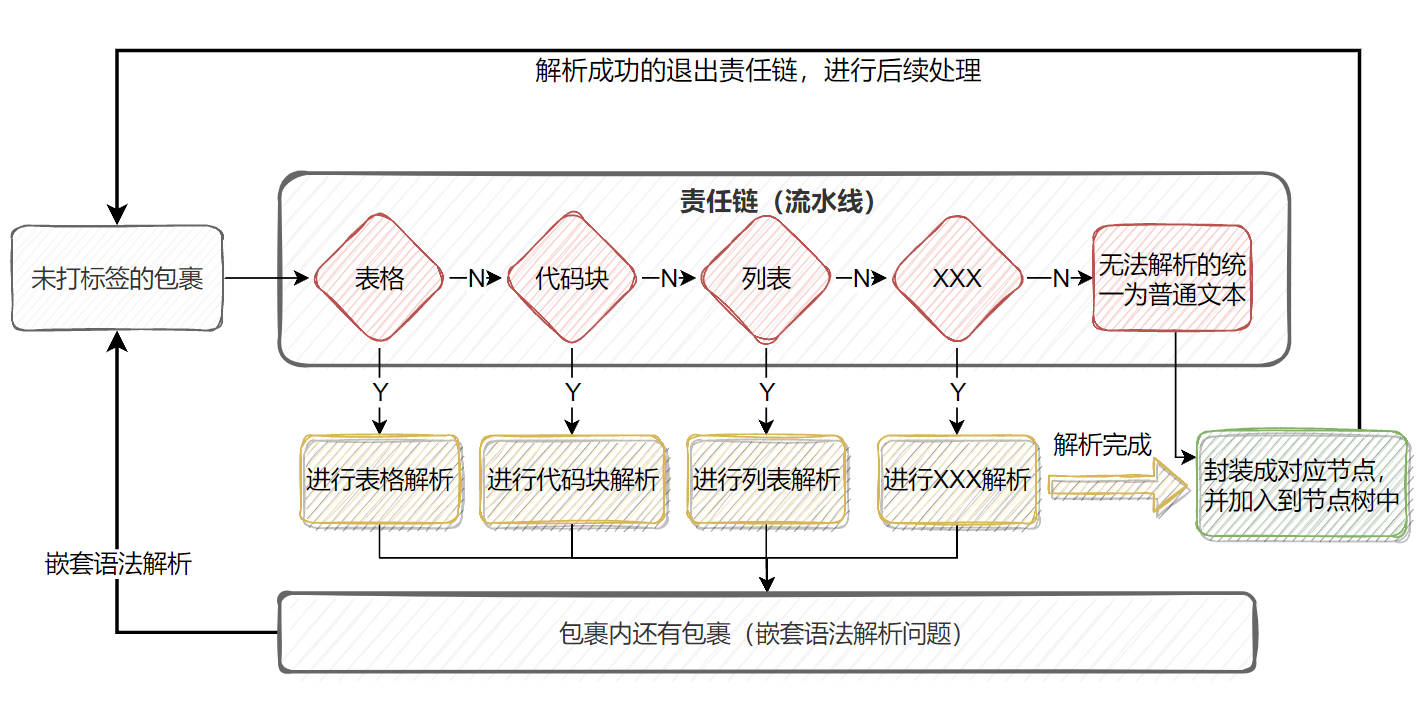 解析成功的退出责任链，进行后续处理
责任链（流水线）
未打标签的包裹
表格
N
代码块
N
列表
N
XXX
N
无法解析的统
一为普通文本
Y
Y
Y
Y
进行表格解析
进行代码块解析
进行列表解析
进行XXX解析
解析完成
封装成对应节点，
并加入到节点树中
嵌套语法解析
包裹内还有包裹（嵌套语法解析问题）